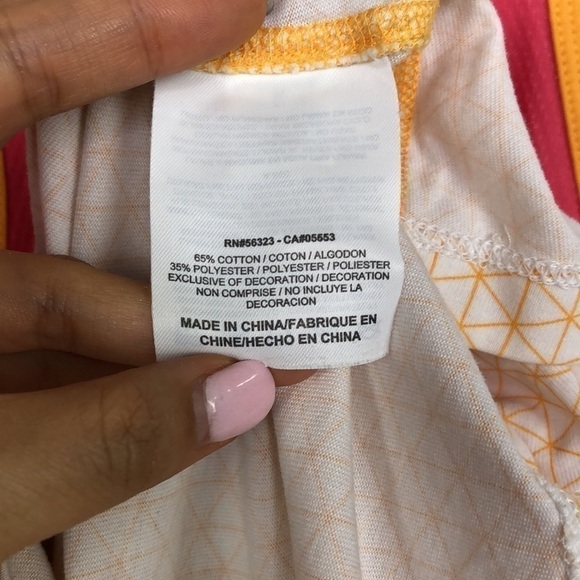 RN#56323 - CA#05553
65% COTTON / COTON / ALGODON
35% POLYESTER / POLYESTER / POLIESTER
EXCLUSIVE OF DECORATION / DECORATION
NON COMPRISE / NO INCLUYE LA
DECORACION
MADE IN CHINA/FABRIQUE EN
CHINE/HECHO EN CHINA